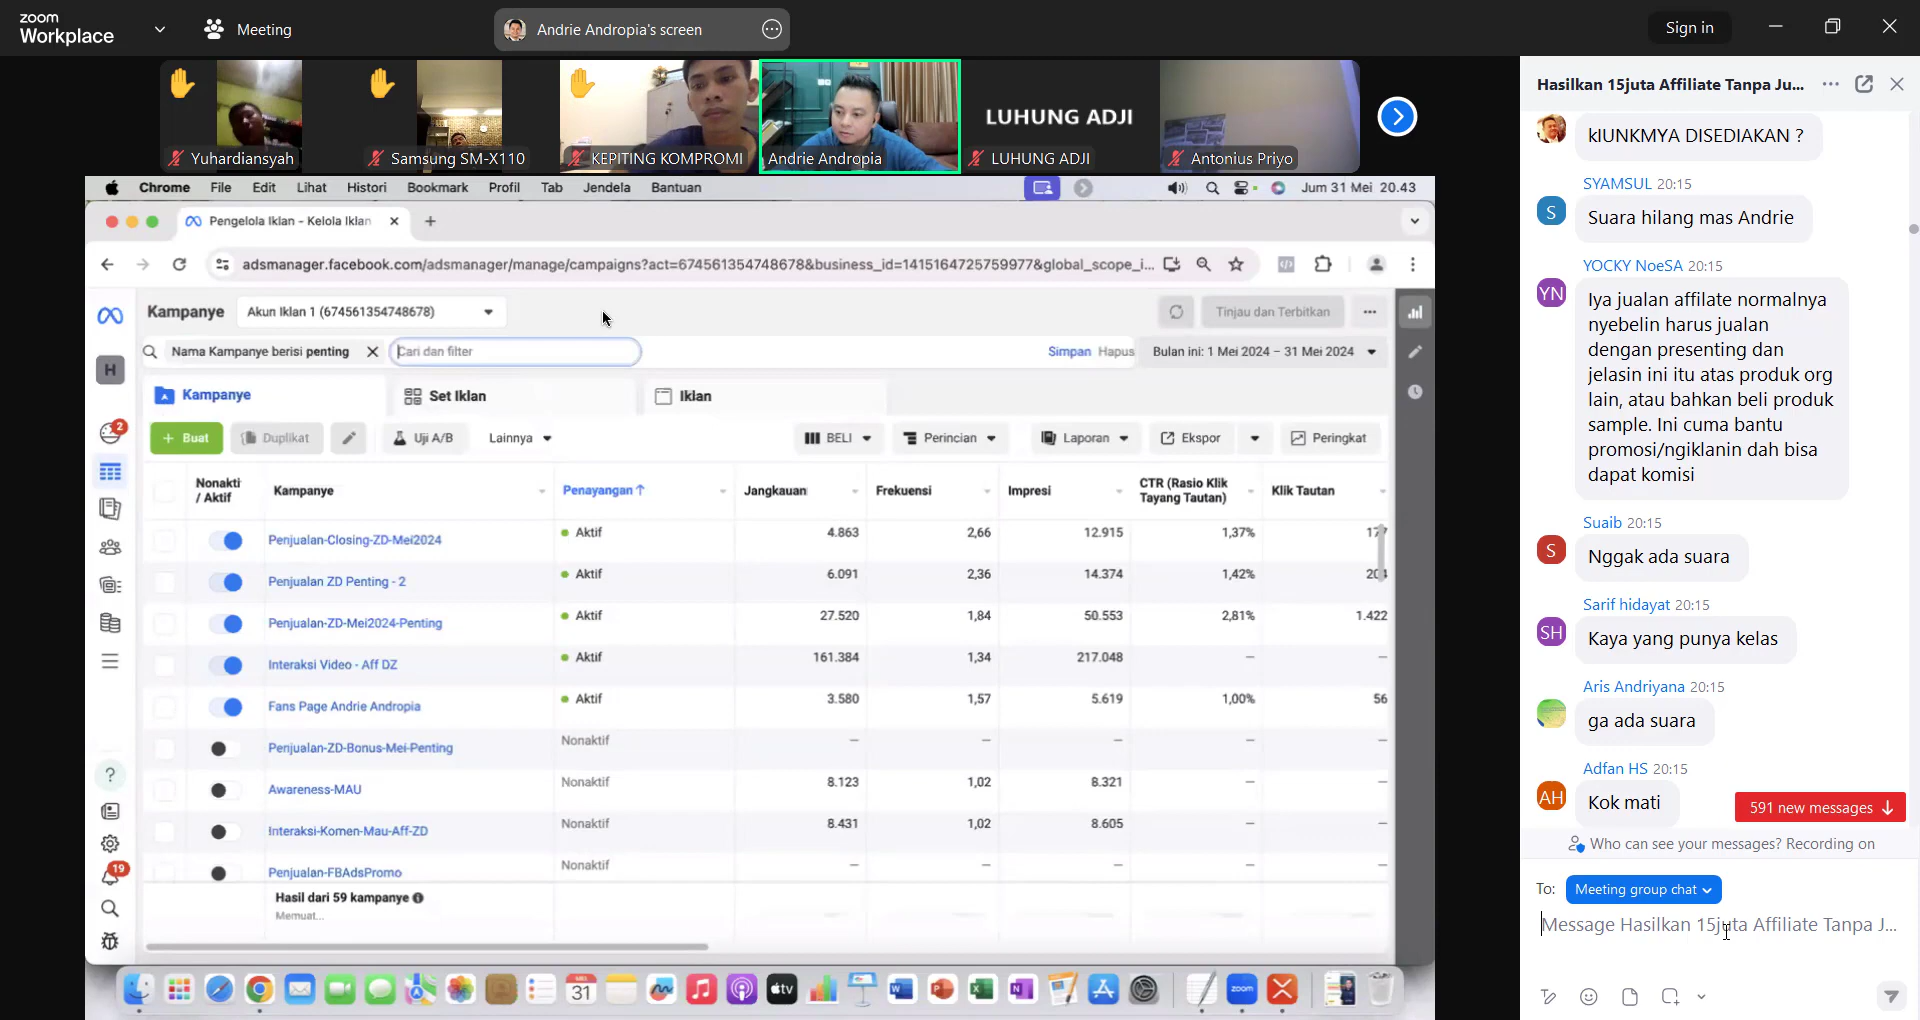 zoom
Workplace
Meeting
Andrie Andropia's screen
Sign in
Yuhardiansyah
Samsung SM-X110
KEPITING KOMPROMI
Andrie Andropia
LUHUNG ADJI
LUHUNG ADJI
Antonius Priyo
Chrome File Edit Lihat Histori Bookmark Profil Tab Jendela Bantuan
Jum 31 Mei 20.43
Pengelola Iklan - Kelola Iklan
adsmanager.facebook.com/adsmanager/manage/campaigns?act=674561354748678&business_id=1415164725759977&global_scope_i...
Kampanye
Akun Iklan 1 (674561354748678)
Tinjau dan Terbitkan
Nama Kampanye berisi penting
Cari dan filter
Simpan Hapus
Bulan ini: 1 Mei 2024 – 31 Mei 2024
H
Kampanye
Set Iklan
Iklan
2
+ Buat
Duplikat
Uji A/B
Lainnya
BELI
Perincian
Laporan
Ekspor
Peringkat
Nonakti / Aktif
Kampanye
Penayangan ↑
Jangkauan
Frekuensi
Impresi
CTR (Rasio Klik Tayang Tautan)
Klik Tautan
Penjualan-Closing-ZD-Mei2024 Aktif 4.863 2,66 12.915 1,37% 177
Penjualan ZD Penting - 2 Aktif 6.091 2,36 14.374 1,42% 204
Penjualan-ZD-Mei2024-Penting Aktif 27.520 1,84 50.553 2,81% 1.422
Interaksi Video - Aff DZ Aktif 161.384 1,34 217.048 — —
Fans Page Andrie Andropia Aktif 3.580 1,57 5.619 1,00% 56
Penjualan-ZD-Bonus-Mei-Penting Nonaktif — — — — —
Awareness-MAU Nonaktif 8.123 1,02 8.321 — —
Interaksi-Komen-Mau-Aff-ZD Nonaktif 8.431 1,02 8.605 — —
Penjualan-FBAdsPromo Nonaktif — — — — —
Hasil dari 59 kampanye
Memuat...
?
19
31
tv
zoom
Hasilkan 15juta Affiliate Tanpa Ju...
kIUNKMYA DISEDIAKAN ?
SYAMSUL 20:15
S
Suara hilang mas Andrie
YOCKY NoeSA 20:15
YN
Iya jualan affilate normalnya
nyebelin harus jualan
dengan presenting dan
jelasin ini itu atas produk org
lain, atau bahkan beli produk
sample. Ini cuma bantu
promosi/ngiklanin dah bisa
dapat komisi
Suaib 20:15
S
Nggak ada suara
Sarif hidayat 20:15
SH
Kaya yang punya kelas
Aris Andriyana 20:15
ga ada suara
Adfan HS 20:15
AH
Kok mati
591 new messages ↓
Who can see your messages? Recording on
To: Meeting group chat
Message Hasilkan 15juta Affiliate Tanpa J...